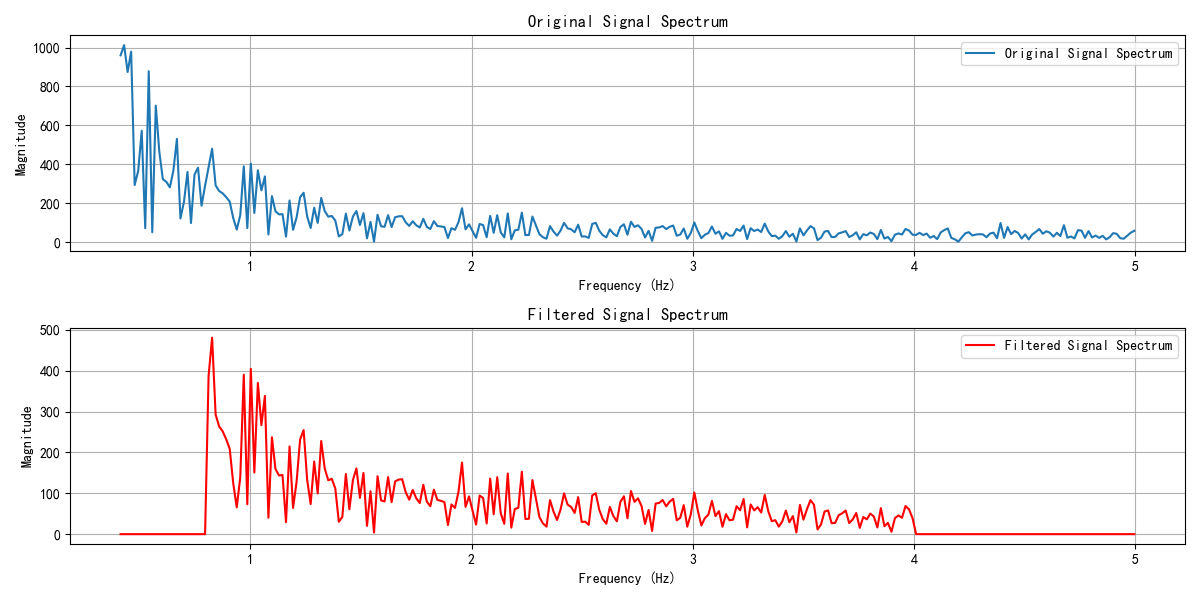 Original Signal Spectrum
1000
800
600
400
200
0
Magnitude
Original Signal Spectrum
1 2 3 4 5
Frequency (Hz)
Filtered Signal Spectrum
500
400
300
200
100
0
Magnitude
Filtered Signal Spectrum
1 2 3 4 5
Frequency (Hz)